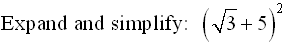 Expand and simplify: (√3 + 5)²